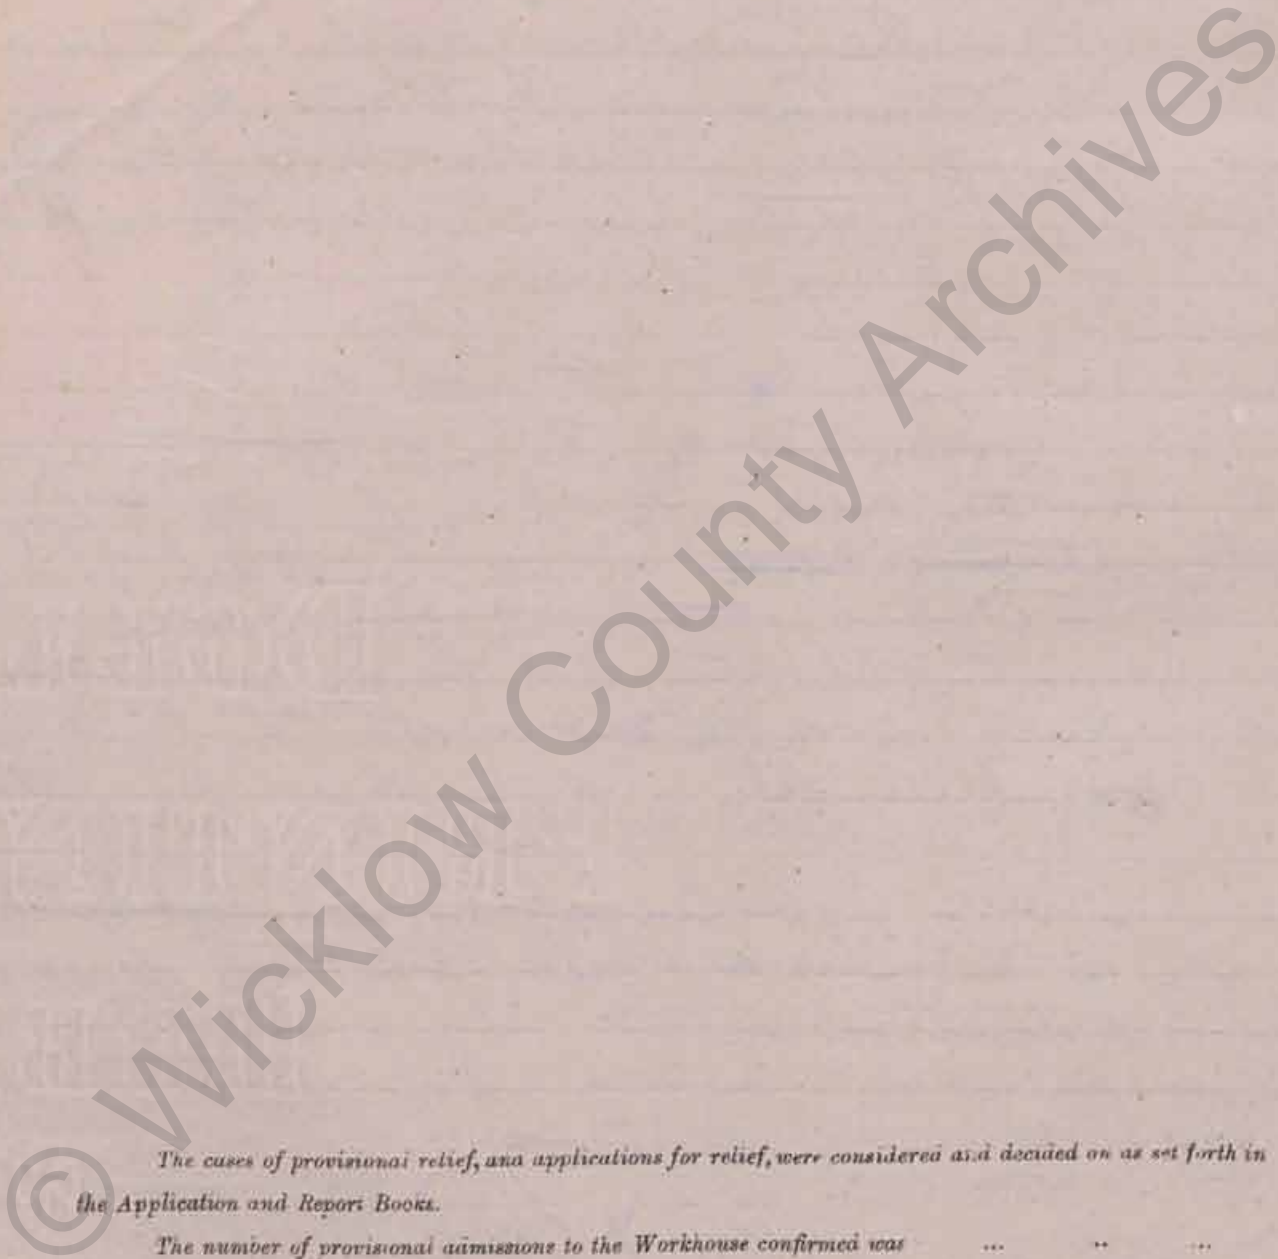 © Wicklow County Archives
The cases of provisional relief, and applications for relief, were considered and decided on as set forth in
the Application and Report Books.
The number of provisional admissions to the Workhouse confirmed was ... .. ...